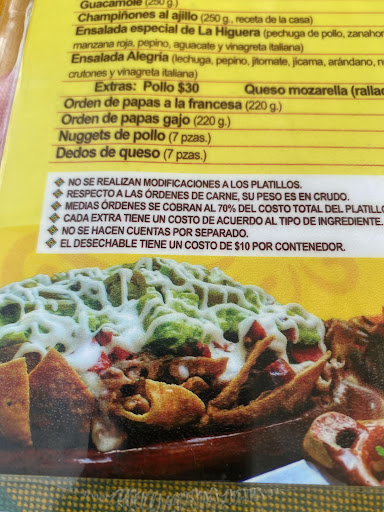 Guacamole (250 g.)
Champiñones al ajillo (250 g., receta de la casa)
Ensalada especial de La Higuera (pechuga de pollo, zanahor
manzana roja, pepino, aguacate y vinagreta italiana)
Ensalada Alegría (lechuga, pepino, jitomate, jícama, arándano, n
crutones y vinagreta italiana)
Extras: Pollo $30 Queso mozarella (rallad
Orden de papas a la francesa (220 g.)
Orden de papas gajo (220 g.)
Nuggets de pollo (7 pzas.)
Dedos de queso (7 pzas.)
NO SE REALIZAN MODIFICACIONES A LOS PLATILLOS.
RESPECTO A LAS ÓRDENES DE CARNE, SU PESO ES EN CRUDO.
MEDIAS ÓRDENES SE COBRAN AL 70% DEL COSTO TOTAL DEL PLATILLO
CADA EXTRA TIENE UN COSTO DE ACUERDO AL TIPO DE INGREDIENTE.
NO SE HACEN CUENTAS POR SEPARADO.
EL DESECHABLE TIENE UN COSTO DE $10 POR CONTENEDOR.